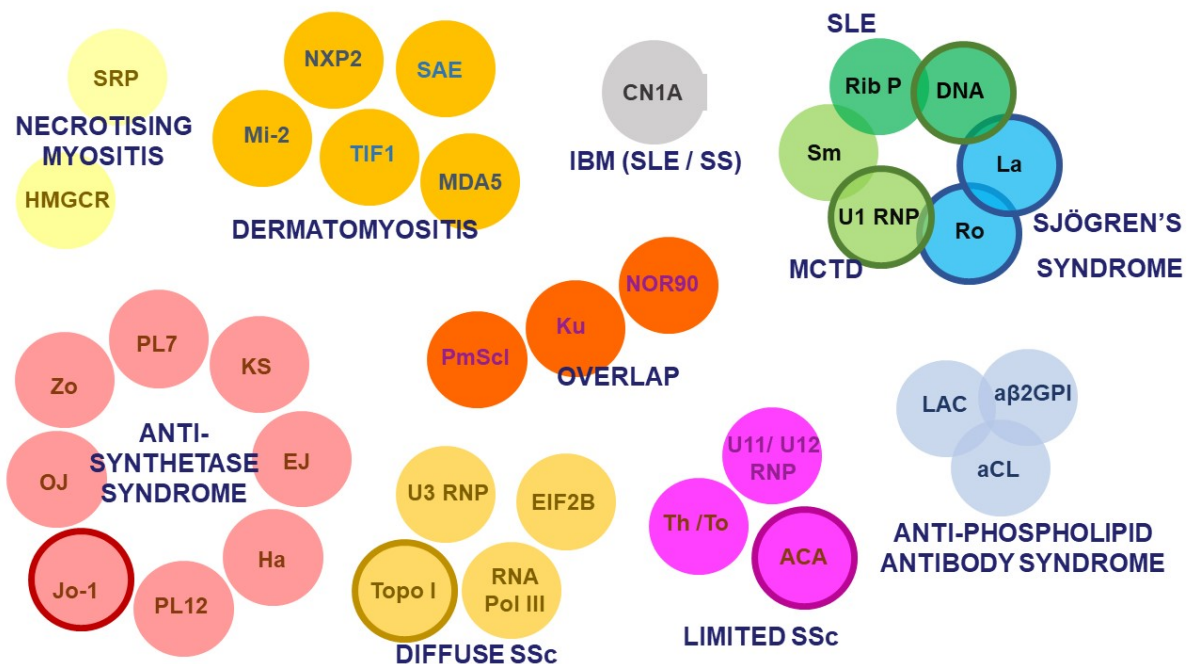 SRP
NECROTISING
MYOSITIS
HMGCR
NXP2
SAE
Mi-2
TIF1
MDA5
DERMATOMYOSITIS
CN1A
IBM (SLE / SS)
SLE
Rib P
DNA
Sm
La
U1 RNP
Ro
MCTD
SJÖGREN'S
SYNDROME
NOR90
Ku
PmScl
OVERLAP
PL7
KS
Zo
EJ
OJ
ANTI-
SYNTHETASE
SYNDROME
Ha
Jo-1
PL12
U3 RNP
EIF2B
Topo I
RNA
Pol III
DIFFUSE SSc
U11/ U12
RNP
Th /To
ACA
LIMITED SSc
LAC
aβ2GPI
aCL
ANTI-PHOSPHOLIPID
ANTIBODY SYNDROME